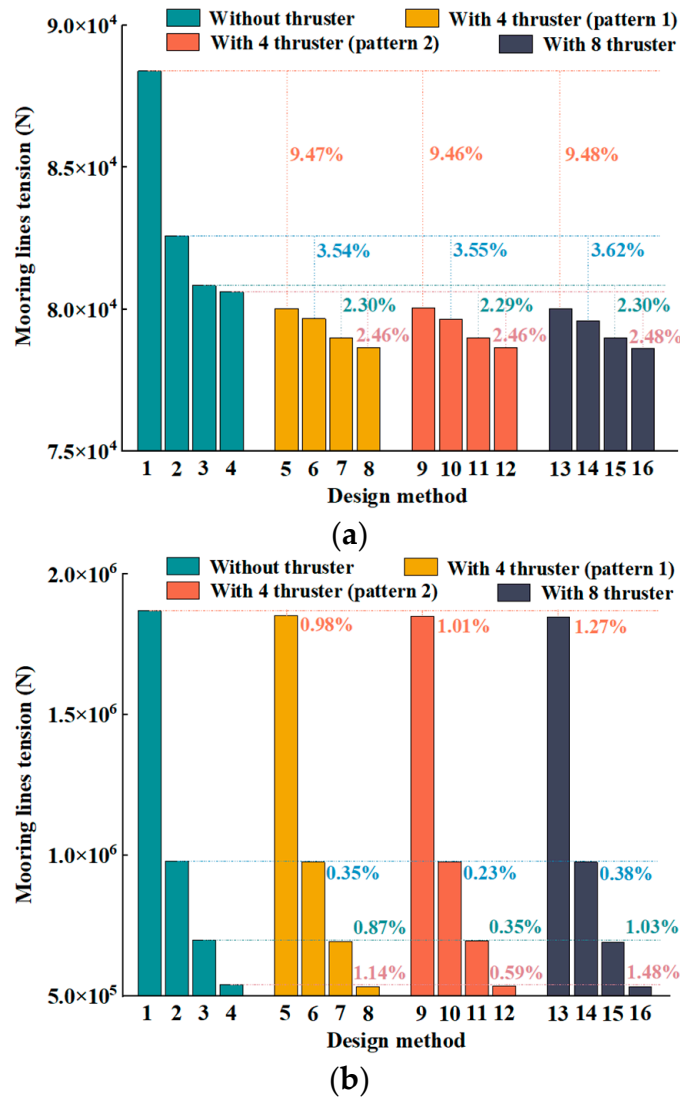 Without thruster With 4 thruster (pattern 1)
With 4 thruster (pattern 2) With 8 thruster
9.0×10⁴
8.5×10⁴
8.0×10⁴
7.5×10⁴
Mooring lines tension (N)
9.47% 9.46% 9.48%
3.54% 3.55% 3.62%
2.30% 2.29% 2.30%
2.46% 2.46% 2.48%
1 2 3 4 5 6 7 8 9 10 11 12 13 14 15 16
Design method
(a)
Without thruster With 4 thruster (pattern 1)
With 4 thruster (pattern 2) With 8 thruster
2.0×10⁶
1.5×10⁶
1.0×10⁶
5.0×10⁵
Mooring lines tension (N)
0.98% 1.01% 1.27%
0.35% 0.23% 0.38%
0.87% 0.35% 1.03%
1.14% 0.59% 1.48%
1 2 3 4 5 6 7 8 9 10 11 12 13 14 15 16
Design method
(b)